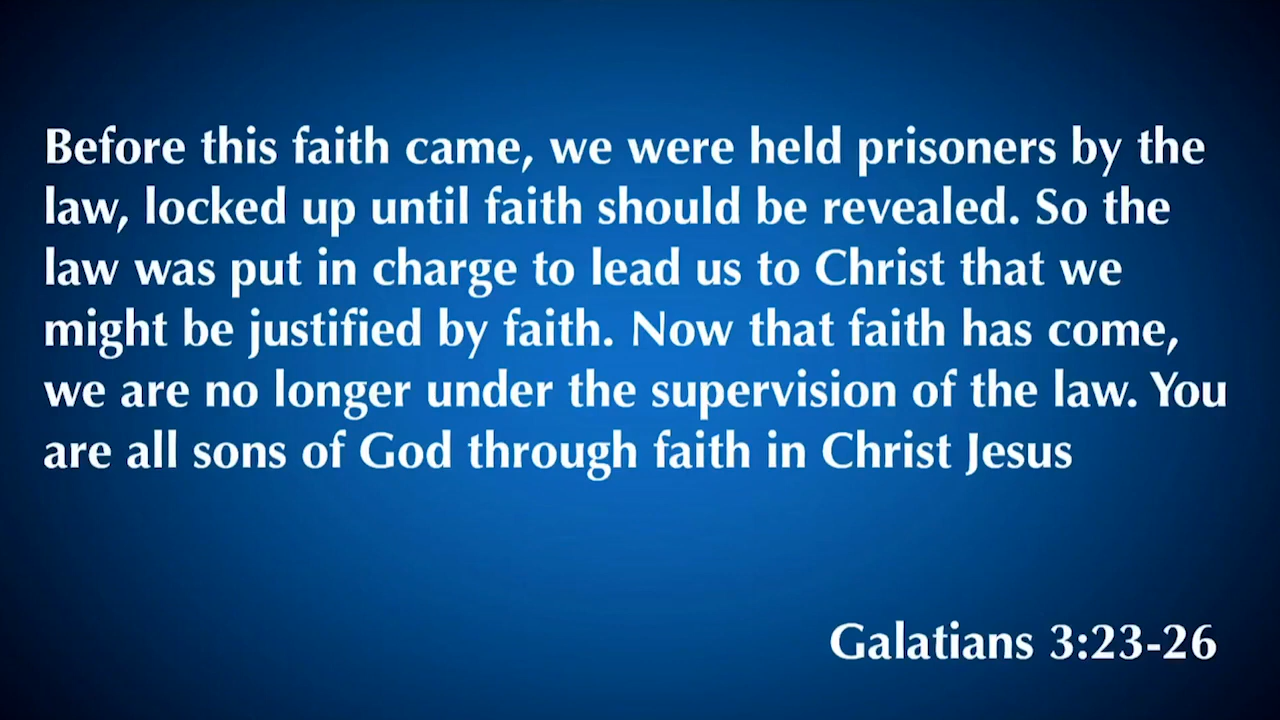 Before this faith came, we were held prisoners by the
law, locked up until faith should be revealed. So the
law was put in charge to lead us to Christ that we
might be justified by faith. Now that faith has come,
we are no longer under the supervision of the law. You
are all sons of God through faith in Christ Jesus
Galatians 3:23-26